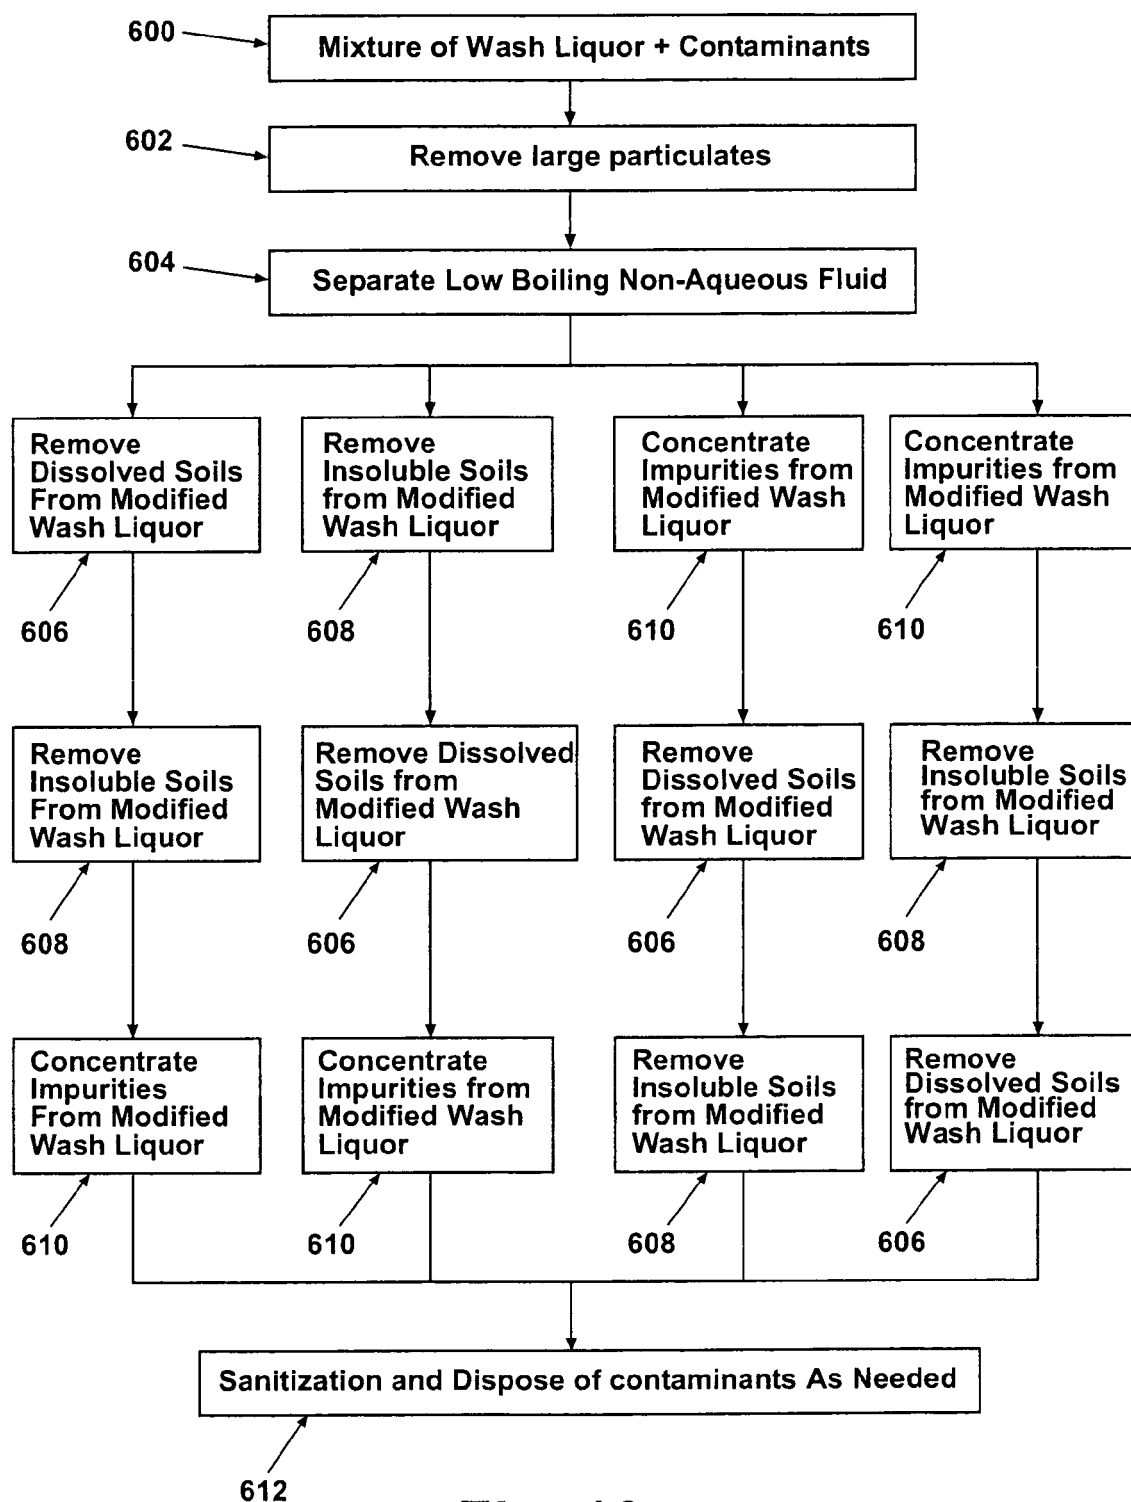 600
Mixture of Wash Liquor + Contaminants
602
Remove large particulates
604
Separate Low Boiling Non-Aqueous Fluid
Remove
Dissolved Soils
From Modified
Wash Liquor
606
Remove
Insoluble Soils
from Modified
Wash Liquor
608
Concentrate
Impurities from
Modified Wash
Liquor
610
Concentrate
Impurities from
Modified Wash
Liquor
610
Remove
Insoluble Soils
From Modified
Wash Liquor
608
Remove Dissolved
Soils from
Modified Wash
Liquor
606
Remove
Dissolved Soils
from Modified
Wash Liquor
606
Remove
Insoluble Soils
from Modified
Wash Liquor
608
Concentrate
Impurities
From Modified
Wash Liquor
610
Concentrate
Impurities from
Modified Wash
Liquor
610
Remove
Insoluble Soils
from Modified
Wash Liquor
608
Remove
Dissolved Soils
from Modified
Wash Liquor
606
Sanitization and Dispose of contaminants As Needed
612